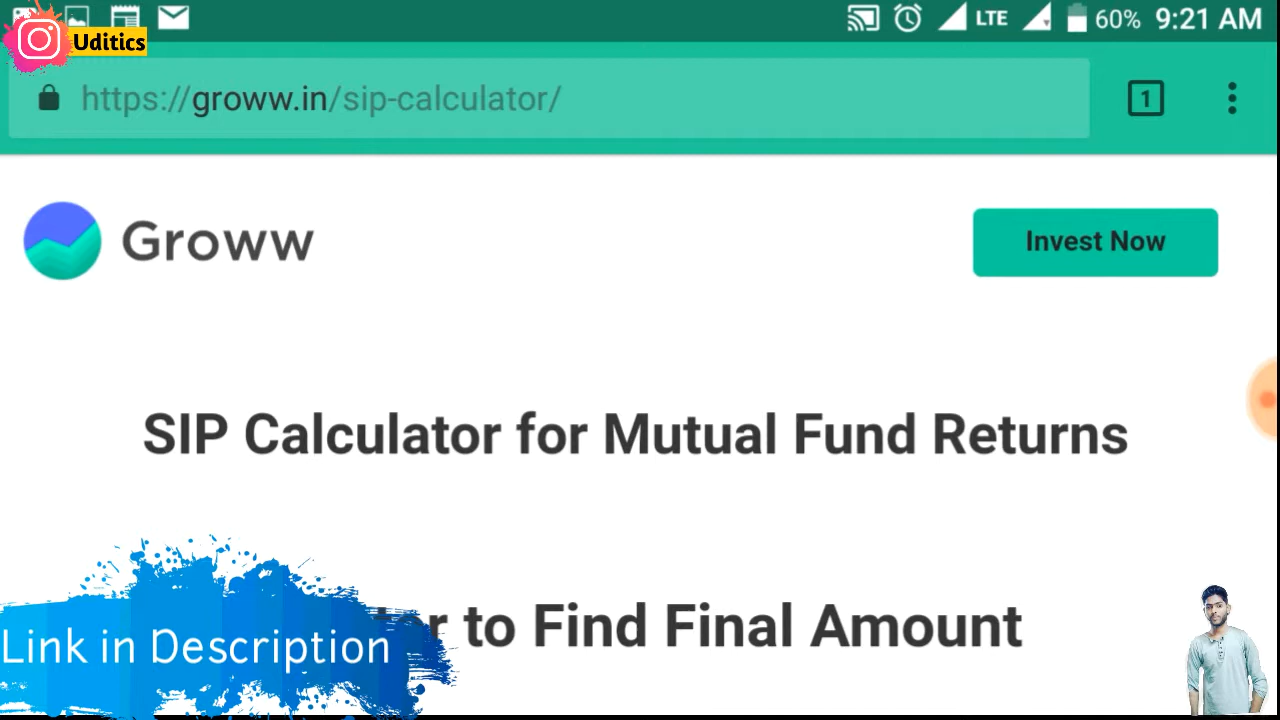 Uditics
LTE
60%
9:21 AM
https://groww.in/sip-calculator/
1
Groww
Invest Now
SIP Calculator for Mutual Fund Returns
to Find Final Amount
Link in Description